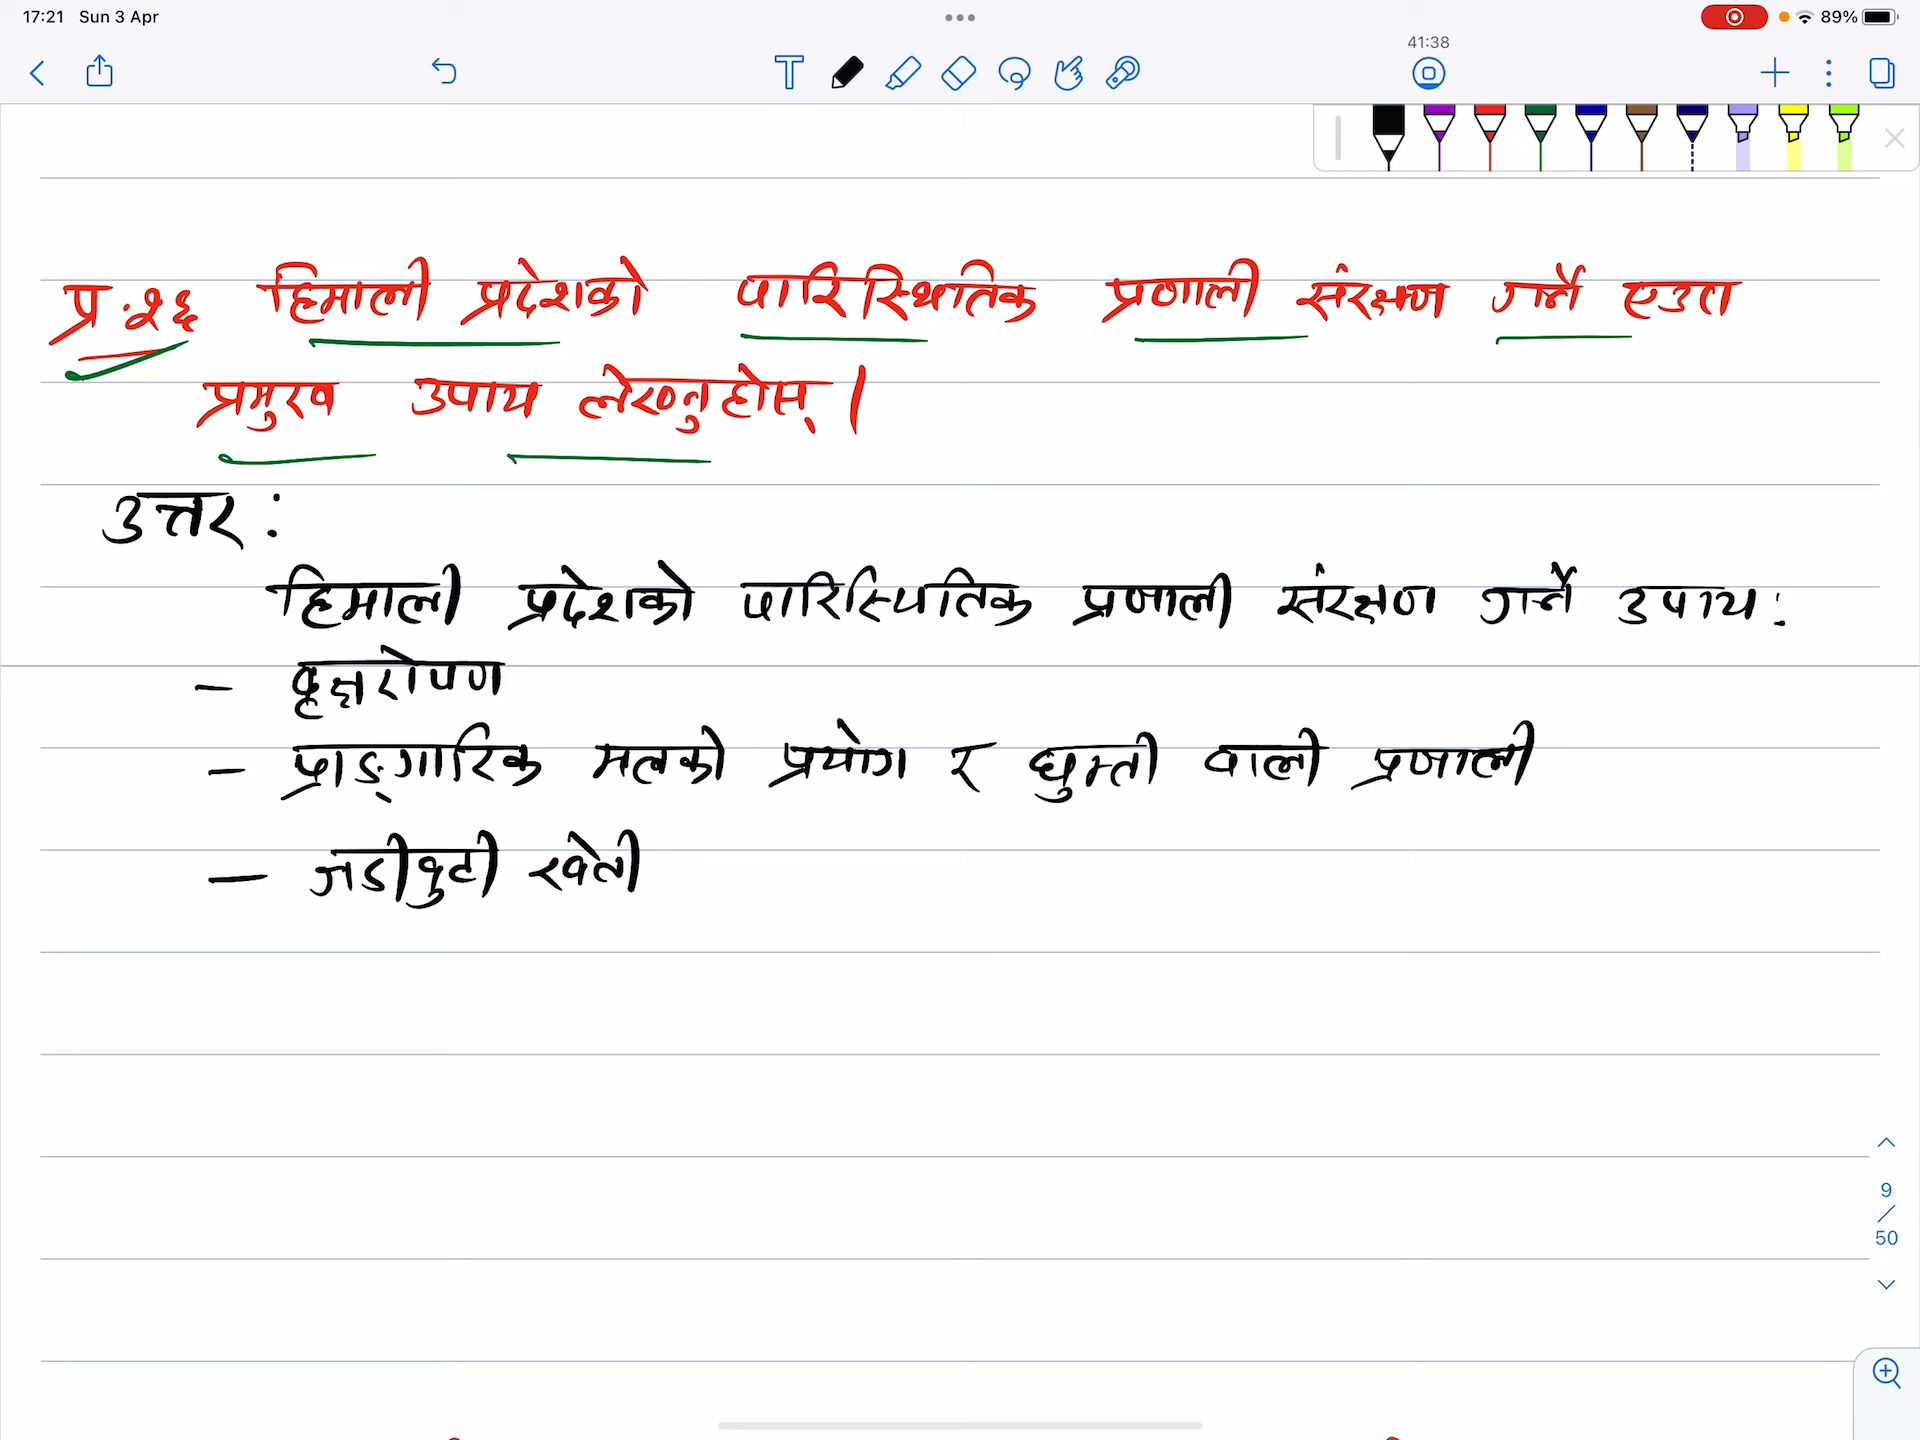 17:21 Sun 3 Apr
89%
41:38
प्र.२६ हिमाली प्रदेशको पारिस्थितिक प्रणाली संरक्षण गर्ने एउटा
प्रमुख उपाय लेख्नुहोस् ।
उत्तर :
हिमाली प्रदेशको पारिस्थितिक प्रणाली संरक्षण गर्ने उपाय :
- वृक्षरोपण
- प्राङ्गारिक मलको प्रयोग र घुम्ती वाली प्रणाली
- जडीवुटी खेती
9
/
50